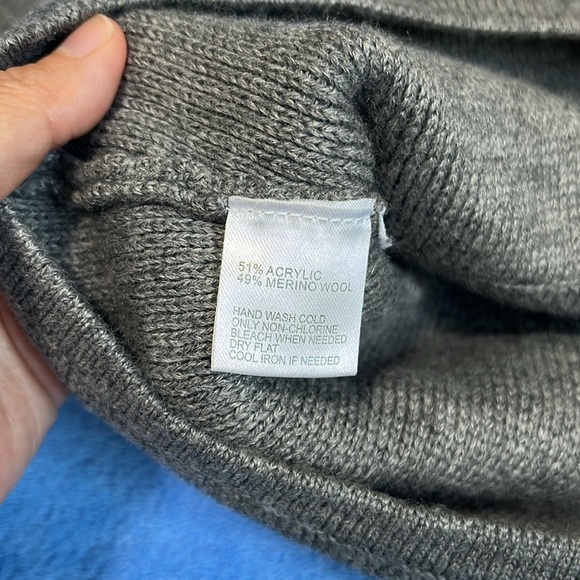 51% ACRYLIC
49% MERINO WOOL
HAND WASH COLD
ONLY NON-CHLORINE
BLEACH WHEN NEEDED
DRY FLAT
COOL IRON IF NEEDED